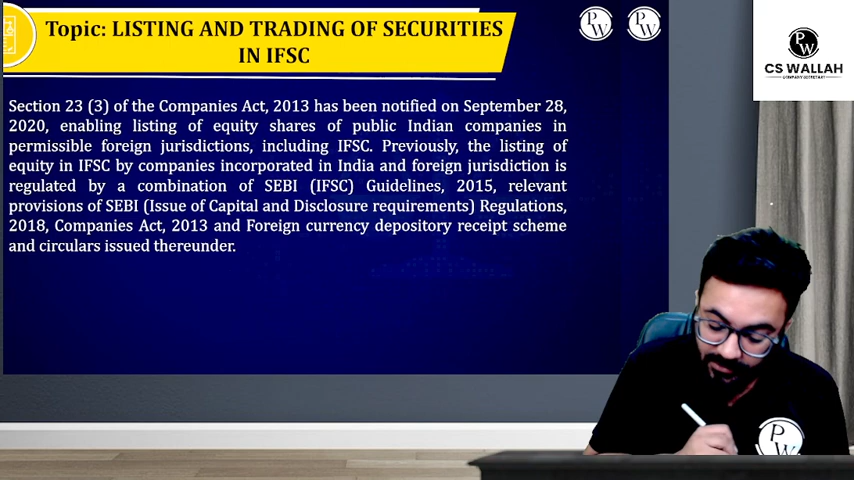 Topic: LISTING AND TRADING OF SECURITIES
IN IFSC
P
W
P
W
P
W
CS WALLAH
COMPANY SECRETARY
Section 23 (3) of the Companies Act, 2013 has been notified on September 28,
2020, enabling listing of equity shares of public Indian companies in
permissible foreign jurisdictions, including IFSC. Previously, the listing of
equity in IFSC by companies incorporated in India and foreign jurisdiction is
regulated by a combination of SEBI (IFSC) Guidelines, 2015, relevant
provisions of SEBI (Issue of Capital and Disclosure requirements) Regulations,
2018, Companies Act, 2013 and Foreign currency depository receipt scheme
and circulars issued thereunder.
P
W